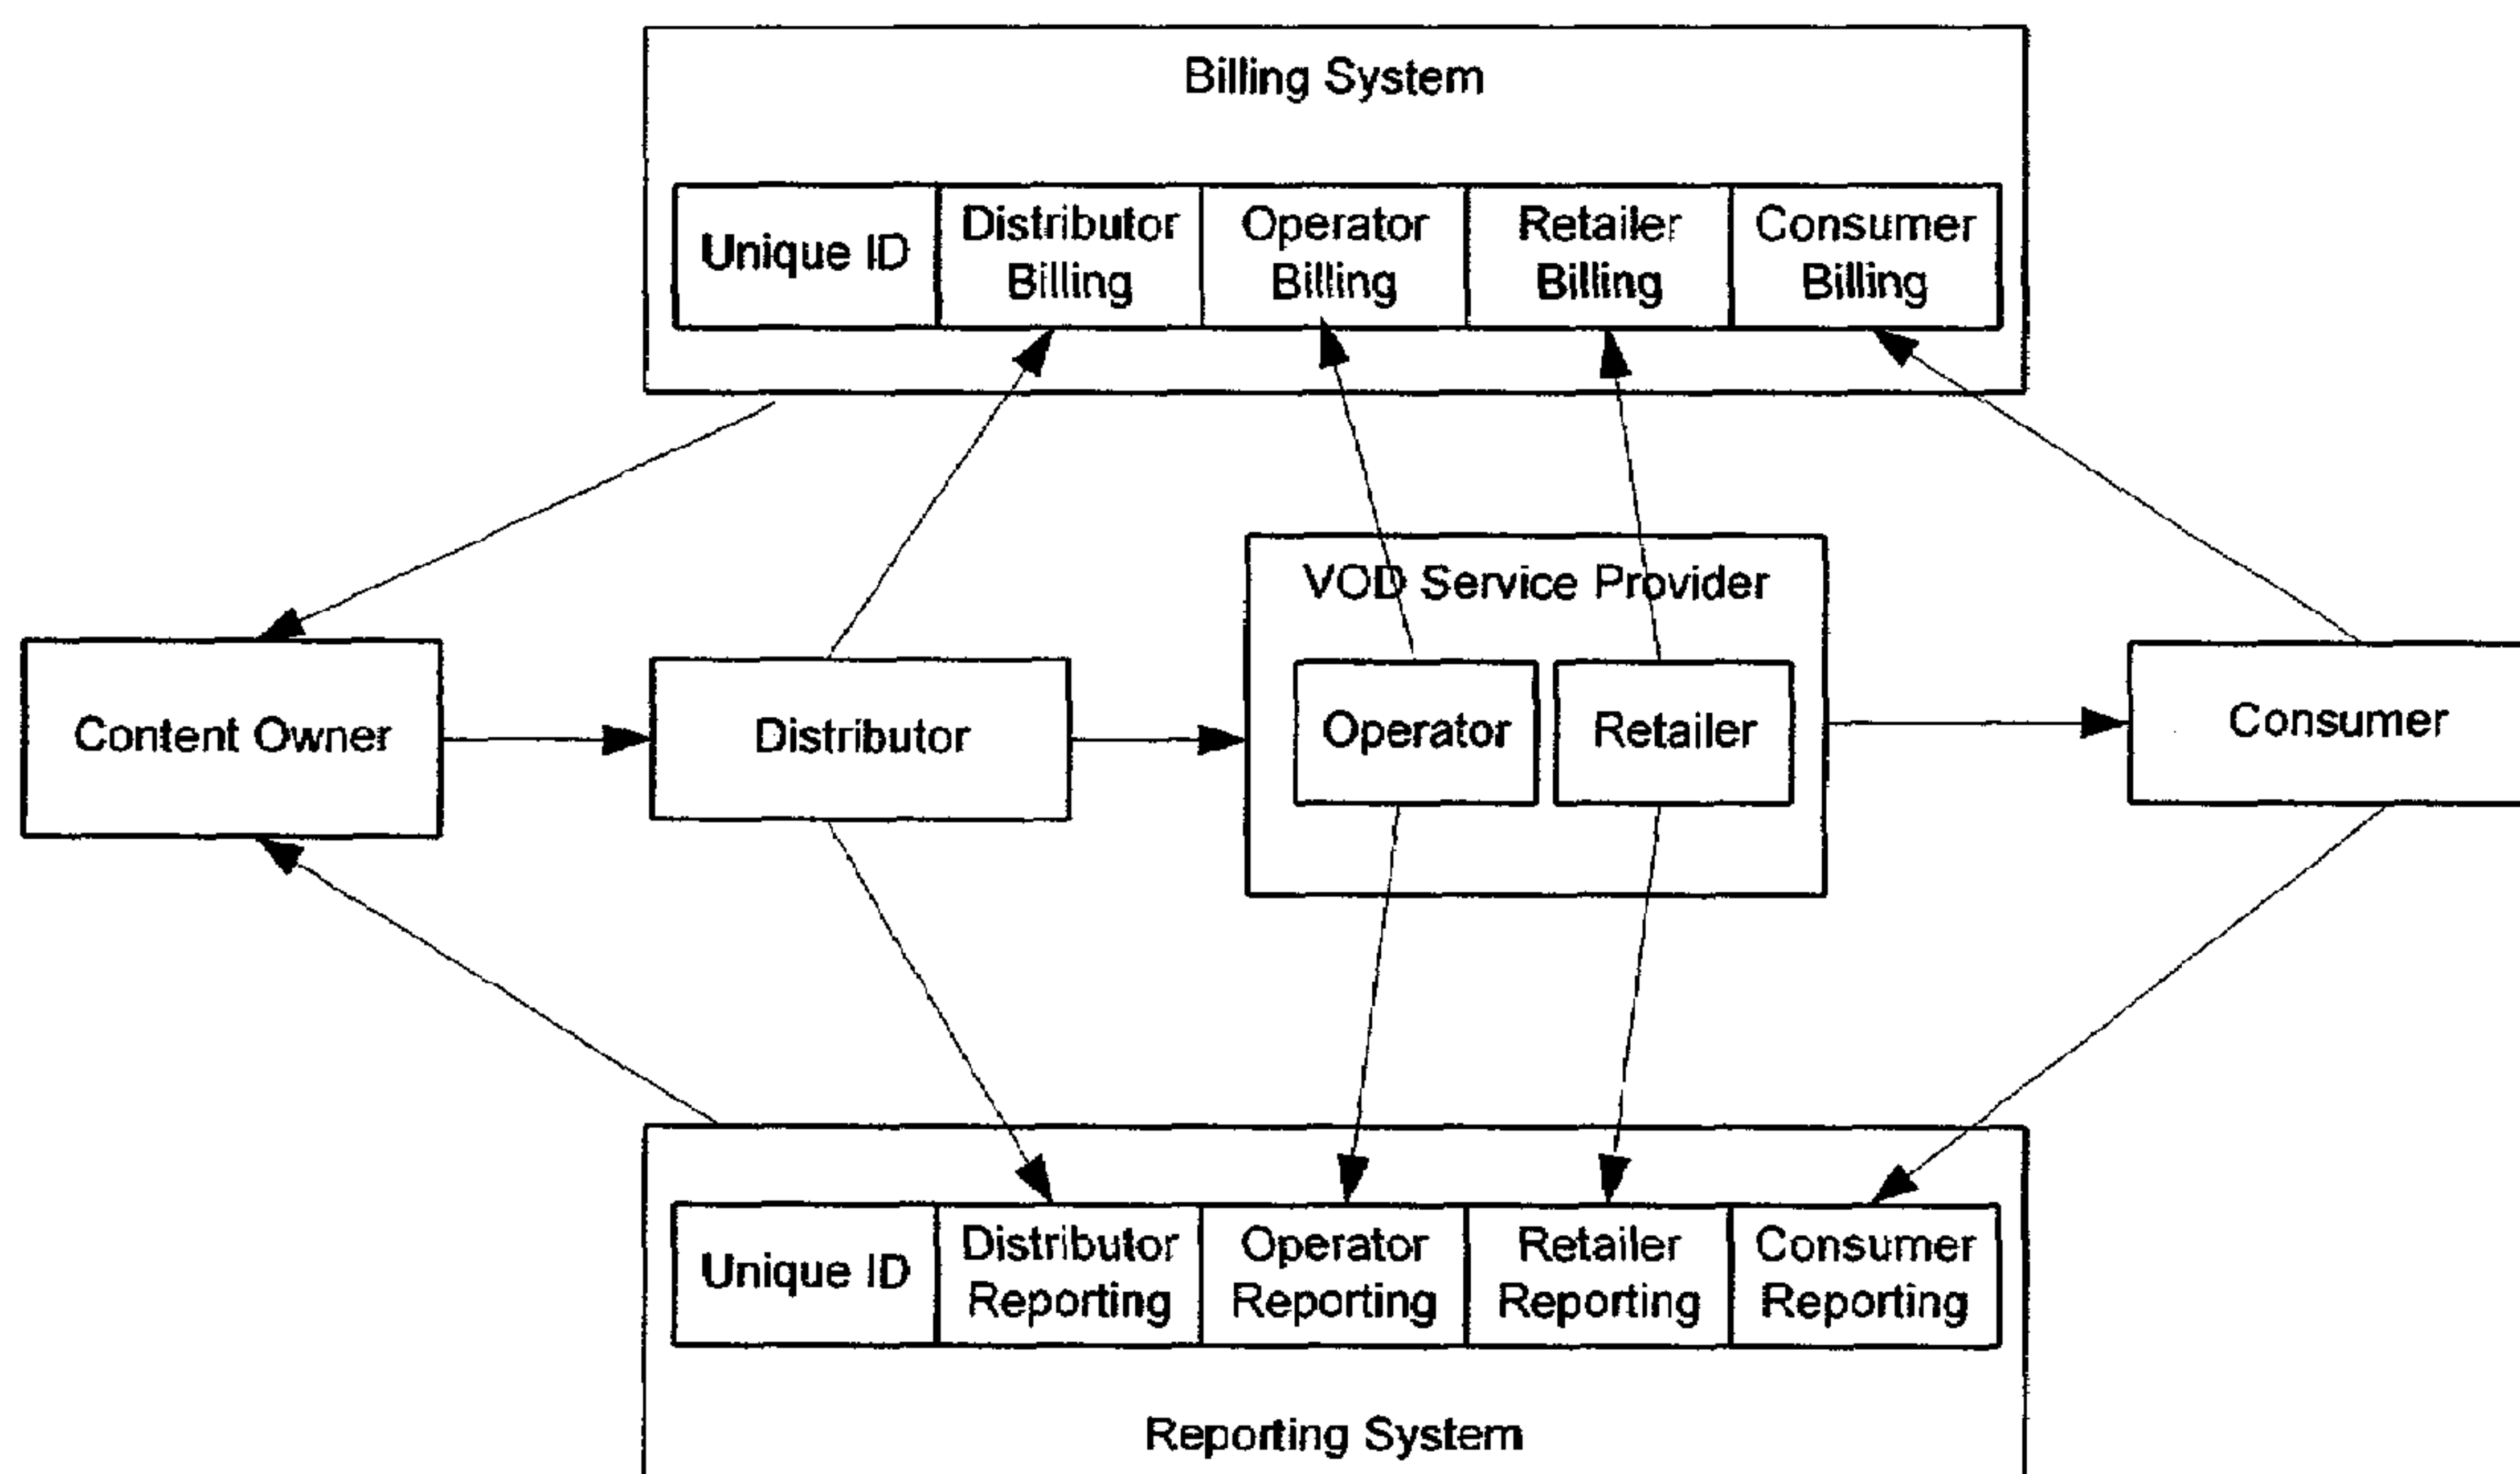 Billing System
Unique ID
Distributor
Billing
Operator
Billing
Retailer
Billing
Consumer
Billing
VOD Service Provider
Content Owner
Distributor
Operator
Retailer
Consumer
Unique ID
Distributor
Reporting
Operator
Reporting
Retailer
Reporting
Consumer
Reporting
Reporting System